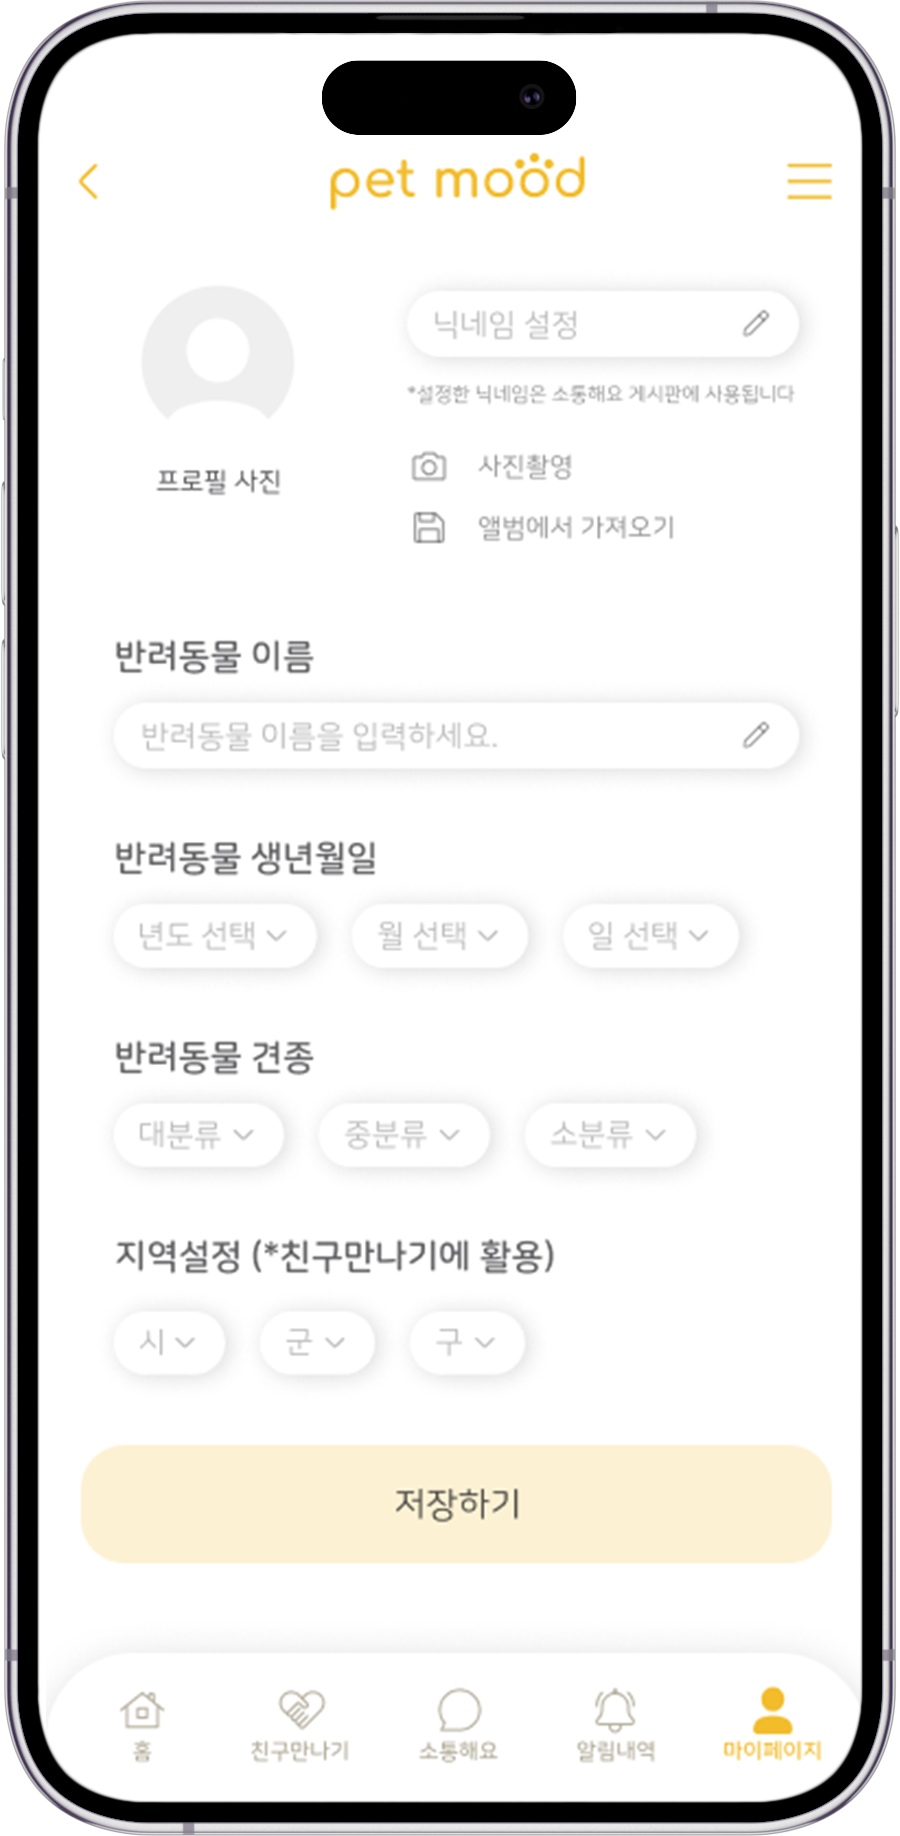 pet mood
닉네임 설정
*설정한 닉네임은 소통해요 게시판에 사용됩니다
프로필 사진
사진촬영
앨범에서 가져오기
반려동물 이름
반려동물 이름을 입력하세요.
반려동물 생년월일
년도 선택 월 선택 일 선택
반려동물 견종
대분류 중분류 소분류
지역설정 (*친구만나기에 활용)
시 군 구
저장하기
홈 친구만나기 소통해요 알림내역 마이페이지